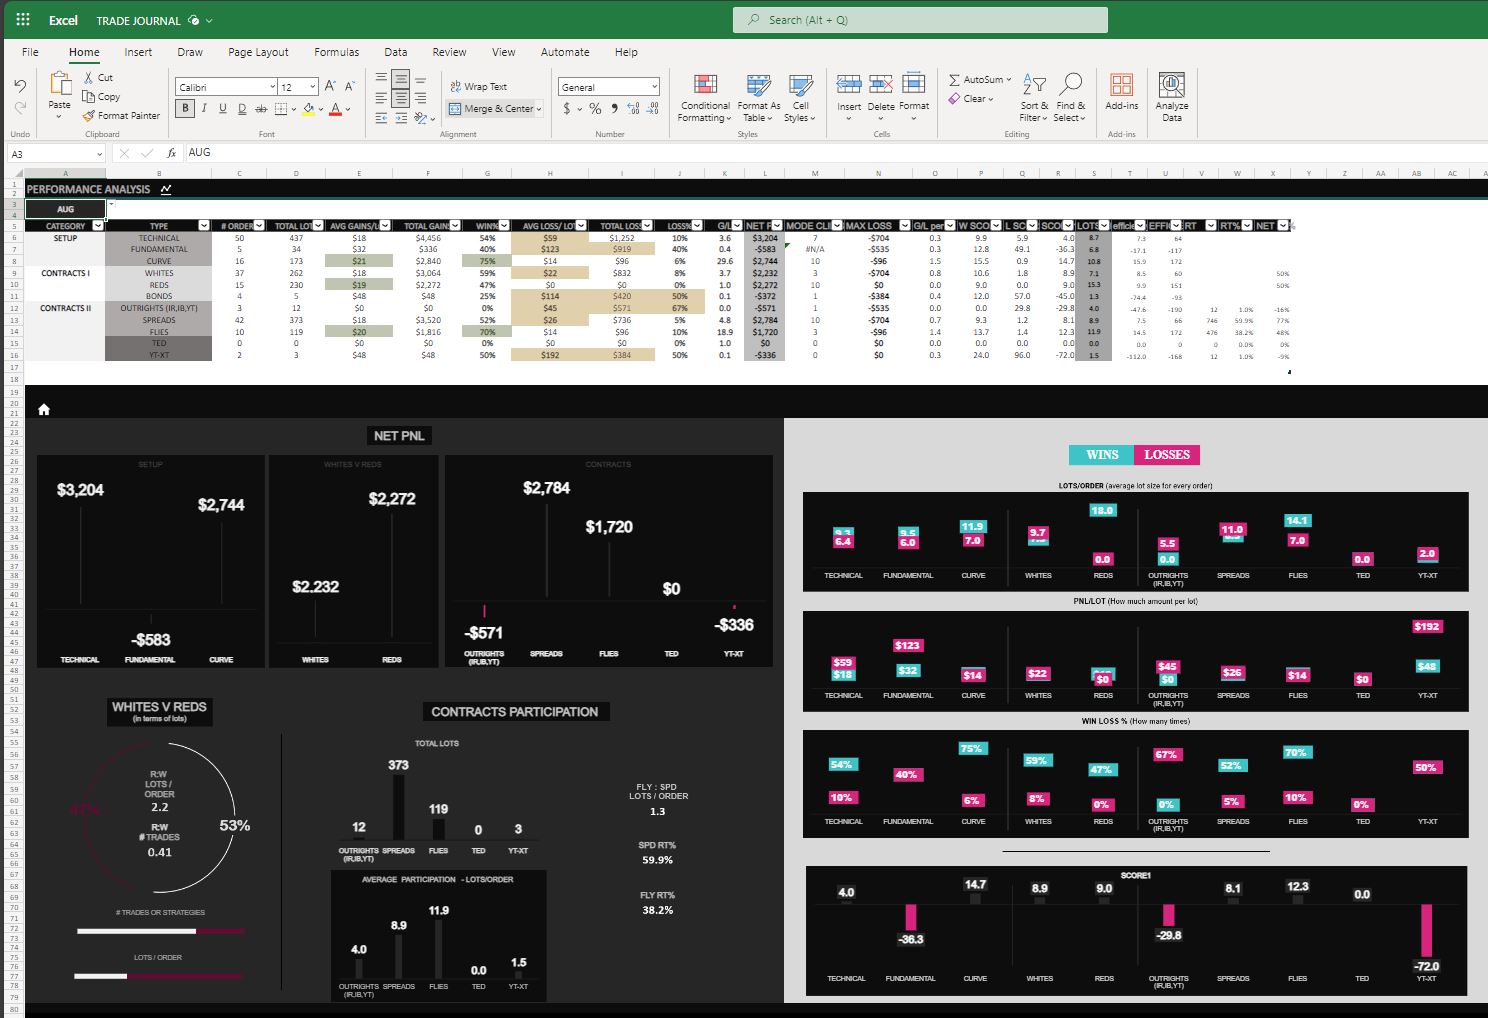 Excel TRADE JOURNAL Search (Alt + Q)
File Home Insert Draw Page Layout Formulas Data Review View Automate Help
Cut
Copy
Format Painter
Paste
Calibri 12
Wrap Text
Merge & Center
General
Conditional Formatting
Format As Table
Cell Styles
Insert Delete Format
AutoSum
Clear
Sort & Filter
Find & Select
Add-ins
Analyze Data
Undo Clipboard Font Alignment Number Styles Cells Editing Add-ins
A3 fx AUG
A B C D E F G H I J K L M N O P Q R S T U V W X Y Z AA AB AC
PERFORMANCE ANALYSIS
AUG
CATEGORY TYPE # ORDER TOTAL LOT AVG GAINS/L TOTAL GAIN WIN% AVG LOSS/ LOT TOTAL LOSS LOSS% G/L NET P MODE CLI MAX LOSS G/L per W SCO L SC SCO LOTS efficie EFFIC RT RT% NET %
SETUP TECHNICAL 50 437 $18 $4,456 54% $59 $1,252 10% 3.6 $3,204 7 -$704 0.3 9.9 5.9 4.0 8.7 7.3 64
FUNDAMENTAL 5 34 $32 $336 40% $123 $919 40% 0.4 -$583 #N/A -$535 0.3 12.8 49.1 -36.3 6.8 -17.1 -117
CURVE 16 173 $21 $2,840 75% $14 $96 6% 29.6 $2,744 10 -$96 1.5 15.5 0.9 14.7 10.8 15.9 172
CONTRACTS I WHITES 37 262 $18 $3,064 59% $22 $832 8% 3.7 $2,232 3 -$704 0.8 10.6 1.8 8.9 7.1 8.5 60 50%
REDS 15 230 $19 $2,272 47% $0 $0 0% 1.0 $2,272 10 $0 0.0 9.0 0.0 9.0 15.3 9.9 151 50%
BONDS 4 5 $48 $48 25% $114 $420 50% 0.1 -$372 1 -$384 0.4 12.0 57.0 -45.0 1.3 -74.4 -93
CONTRACTS II OUTRIGHTS (IR,IB,YT) 3 12 $0 $0 0% $45 $571 67% 0.0 -$571 1 -$535 0.0 0.0 29.8 -29.8 4.0 -47.6 -190 12 1.0% -16%
SPREADS 42 373 $18 $3,520 52% $26 $736 5% 4.8 $2,784 10 -$704 0.7 9.3 1.2 8.1 8.9 7.5 66 746 59.9% 77%
FLIES 10 119 $20 $1,816 70% $14 $96 10% 18.9 $1,720 3 -$96 1.4 13.7 1.4 12.3 11.9 14.5 172 476 38.2% 48%
TED 0 0 $0 $0 0% $0 $0 0% 1.0 $0 0 $0 0.0 0.0 0.0 0.0 0.0 0.0 0 0 0.0% 0%
YT-XT 2 3 $48 $48 50% $192 $384 50% 0.1 -$336 0 $0 0.3 24.0 96.0 -72.0 1.5 -112.0 -168 12 1.0% -9%
NET PNL
SETUP WHITES V REDS CONTRACTS
$3,204 $2,744 $2.232 $2,272 $2,784 $1,720 $0
-$583 -$571 -$336
TECHNICAL FUNDAMENTAL CURVE WHITES REDS OUTRIGHTS (IR,IB,YT) SPREADS FLIES TED YT-XT
WHITES V REDS
(in terms of lots)
R:W
LOTS /
ORDER
2.2
R:W
# TRADES
0.41
47% 53%
# TRADES OR STRATEGIES
LOTS / ORDER
CONTRACTS PARTICIPATION
TOTAL LOTS
12 373 119 0 3
OUTRIGHTS (IR,IB,YT) SPREADS FLIES TED YT-XT
AVERAGE PARTICIPATION - LOTS/ORDER
4.0 8.9 11.9 0.0 1.5
OUTRIGHTS (IR,IB,YT) SPREADS FLIES TED YT-XT
FLY : SPD
LOTS / ORDER
1.3
SPD RT%
59.9%
FLY RT%
38.2%
WINS LOSSES
LOTS/ORDER (average lot size for every order)
9.5 11.9 18.0 14.1
6.4 6.0 7.0 9.7 0.0 5.5 0.0 11.0 7.0 0.0 2.0
TECHNICAL FUNDAMENTAL CURVE WHITES REDS OUTRIGHTS (IR,IB,YT) SPREADS FLIES TED YT-XT
PNL/LOT (How much amount per lot)
$59 $123 $14 $22 $0 $45 $26 $14 $0 $192
$18 $32 $0 $48
TECHNICAL FUNDAMENTAL CURVE WHITES REDS OUTRIGHTS (IR,IB,YT) SPREADS FLIES TED YT-XT
WIN LOSS % (How many times)
54% 40% 75% 59% 47% 67% 52% 70% 50%
10% 6% 8% 0% 0% 5% 10% 0%
TECHNICAL FUNDAMENTAL CURVE WHITES REDS OUTRIGHTS (IR,IB,YT) SPREADS FLIES TED YT-XT
SCORE1
4.0 -36.3 14.7 8.9 9.0 -29.8 8.1 12.3 0.0 -72.0
TECHNICAL FUNDAMENTAL CURVE WHITES REDS OUTRIGHTS (IR,IB,YT) SPREADS FLIES TED YT-XT